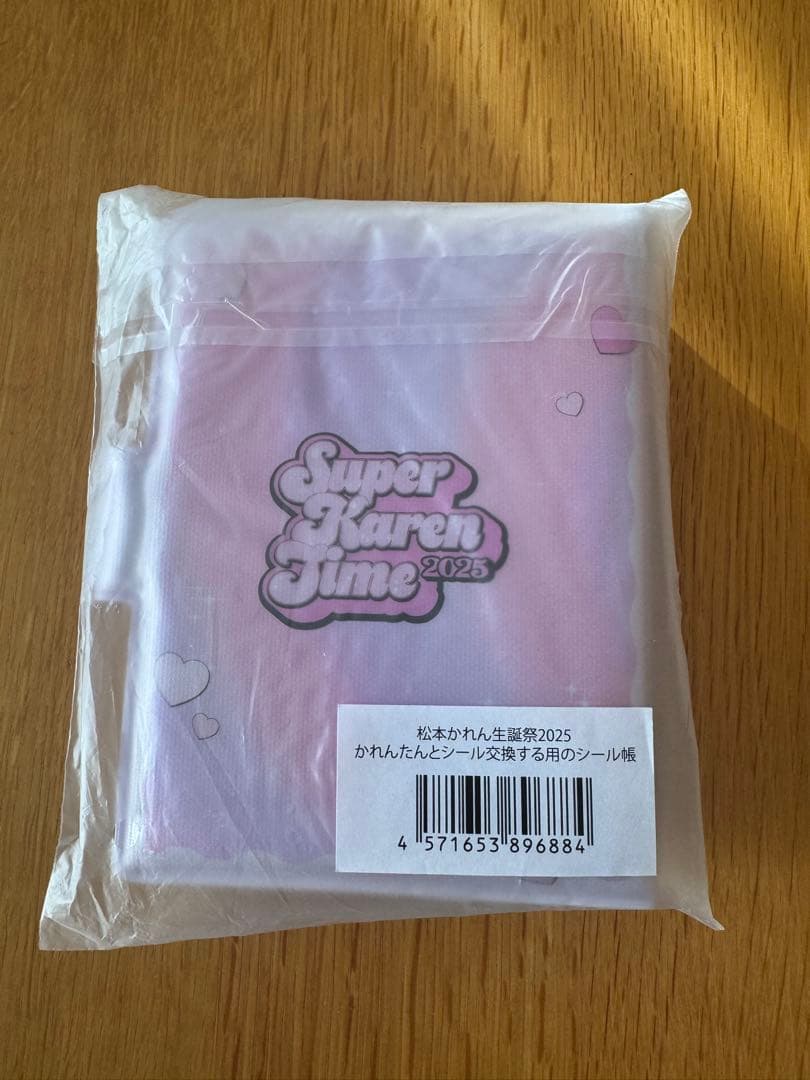 Super
Karen
Time 2025
松本かれん生誕祭2025
かれんたんとシール交換する用のシール帳
4 571653 896884